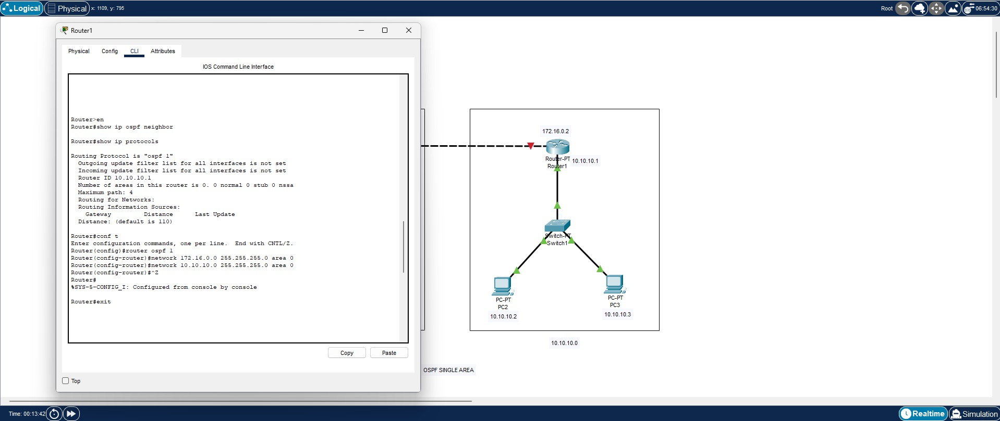 Logical
Physical
x: 1109, y: 795
Root
06:54:30
Router1
Physical Config CLI Attributes
IOS Command Line Interface
Router>en
Router#show ip ospf neighbor
Router#show ip protocols
Routing Protocol is "ospf 1"
Outgoing update filter list for all interfaces is not set
Incoming update filter list for all interfaces is not set
Router ID 10.10.10.1
Number of areas in this router is 0. 0 normal 0 stub 0 nssa
Maximum path: 4
Routing for Networks:
Routing Information Sources:
Gateway Distance Last Update
Distance: (default is 110)
Router#conf t
Enter configuration commands, one per line. End with CNTL/Z.
Router(config)#router ospf 1
Router(config-router)#network 172.16.0.0 255.255.255.0 area 0
Router(config-router)#network 10.10.10.0 255.255.255.0 area 0
Router(config-router)#^Z
Router#
%SYS-5-CONFIG_I: Configured from console by console
Router#exit
Copy Paste
Top
172.16.0.2
Router-PT
Router1
10.10.10.1
Switch-PT
Switch1
PC-PT
PC2
10.10.10.2
PC-PT
PC3
10.10.10.3
10.10.10.0
OSPF SINGLE AREA
Time: 00:13:42
Realtime
Simulation